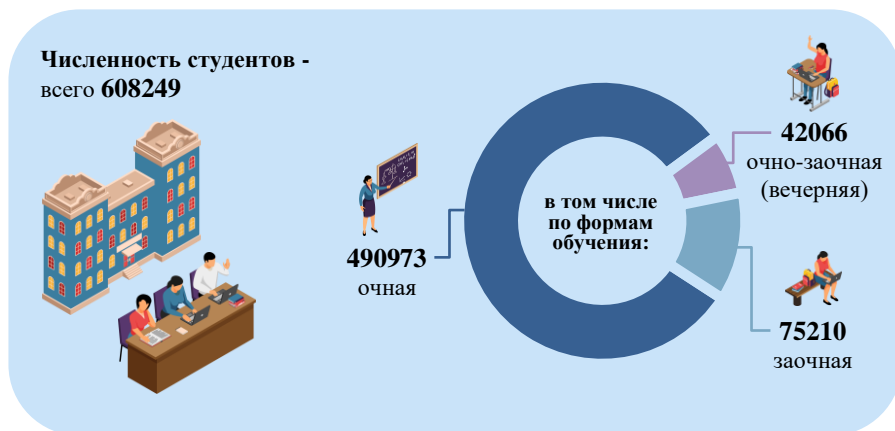 Численность студентов -
всего 608249
42066
очно-заочная
(вечерняя)
в том числе
по формам
обучения:
490973
очная
75210
заочная